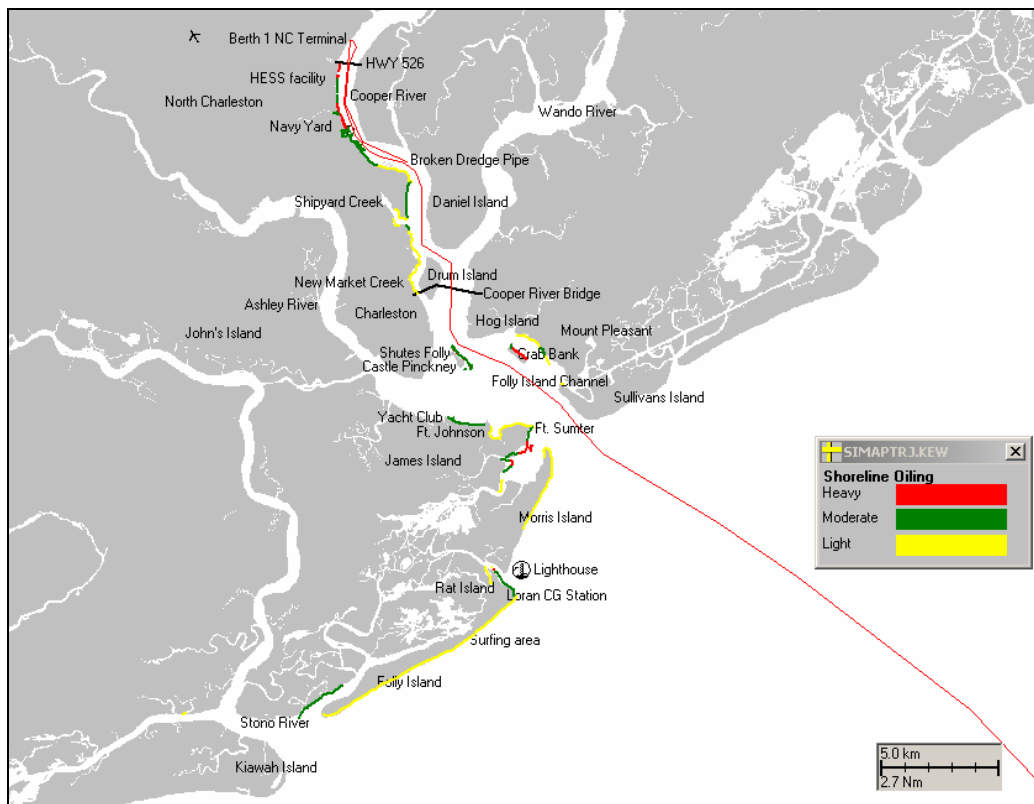 Berth 1 NC Terminal
HWY 526
HESS facility
Cooper River
North Charleston
Wando River
Navy Yard
Broken Dredge Pipe
Shipyard Creek
Daniel Island
Drum Island
New Market Creek
Cooper River Bridge
Ashley River
Charleston
Hog Island
John's Island
Mount Pleasant
Shutes Folly
Crab Bank
Castle Pinckney
Folly Island Channel
Sullivans Island
Yacht Club
Ft. Johnson
Ft. Sumter
James Island
SIMAPTRJ.KEW
Shoreline Oiling
Heavy
Moderate
Light
Morris Island
Lighthouse
Rat Island
Loran CG Station
Surfing area
Folly Island
Stono River
Kiawah Island
5.0 km
2.7 Nm